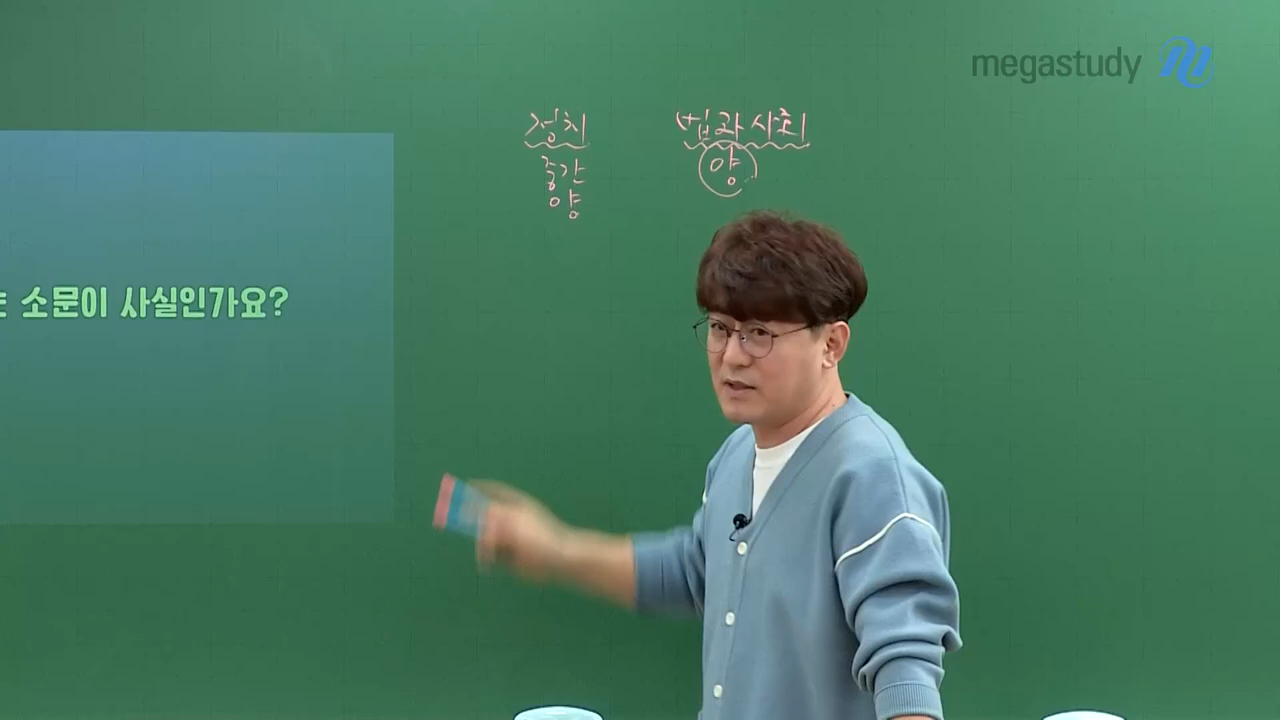 megastudy
정치
중간
양
법과사회
양
는 소문이 사실인가요?